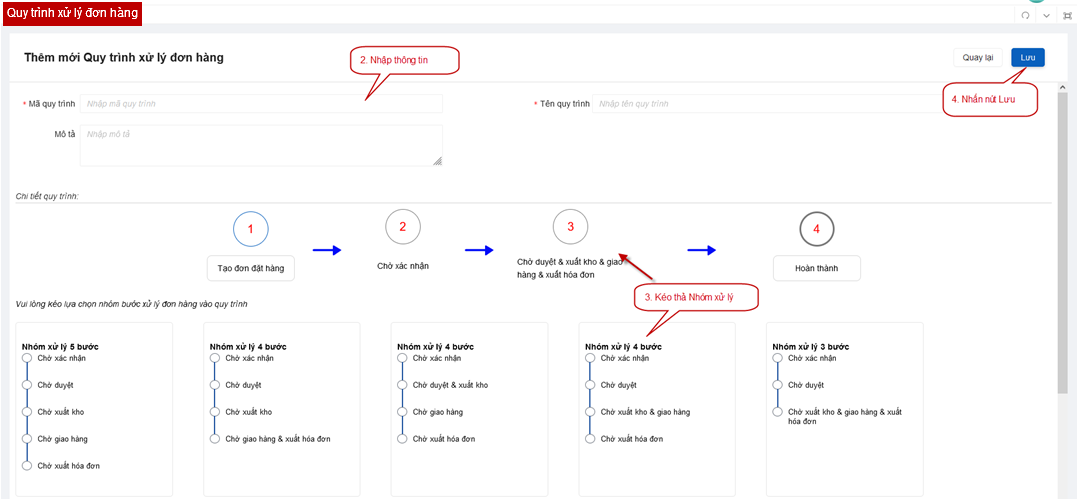 Quy trình xử lý đơn hàng
Thêm mới Quy trình xử lý đơn hàng
2. Nhập thông tin
Quay lại
Lưu
* Mã quy trình
Nhập mã quy trình
* Tên quy trình
Nhập tên quy trình
4. Nhấn nút Lưu
Mô tả
Nhập mô tả
Chi tiết quy trình:
1
2
3
4
Tạo đơn đặt hàng
Chờ xác nhận
Chờ duyệt & xuất kho & giao
hàng & xuất hóa đơn
Hoàn thành
3. Kéo thả Nhóm xử lý
Vui lòng kéo lựa chọn nhóm bước xử lý đơn hàng vào quy trình
Nhóm xử lý 5 bước
Chờ xác nhận
Chờ duyệt
Chờ xuất kho
Chờ giao hàng
Chờ xuất hóa đơn
Nhóm xử lý 4 bước
Chờ xác nhận
Chờ duyệt
Chờ xuất kho
Chờ giao hàng & xuất hóa đơn
Nhóm xử lý 4 bước
Chờ xác nhận
Chờ duyệt & xuất kho
Chờ giao hàng
Chờ xuất hóa đơn
Nhóm xử lý 4 bước
Chờ xác nhận
Chờ duyệt
Chờ xuất kho & giao hàng
Chờ xuất hóa đơn
Nhóm xử lý 3 bước
Chờ xác nhận
Chờ duyệt
Chờ xuất kho & giao hàng & xuất
hóa đơn